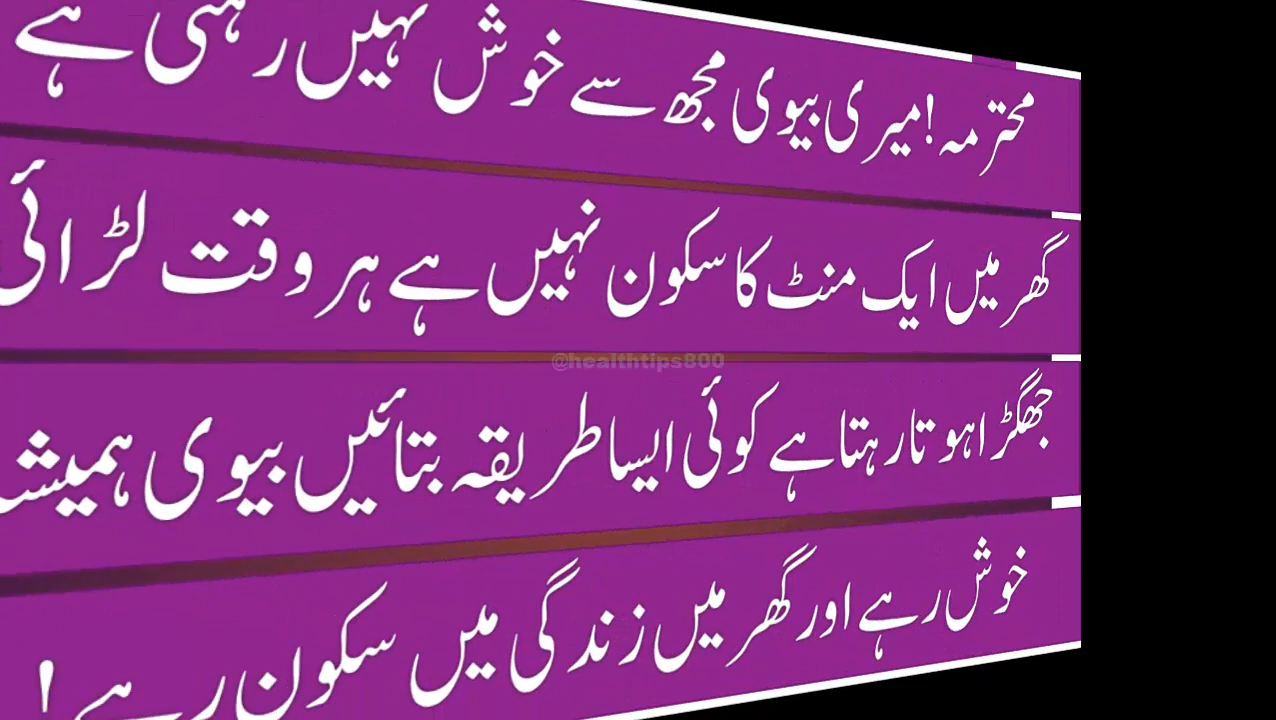 محترمہ! میری بیوی مجھ سے خوش نہیں رہتی ہے
گھر میں ایک منٹ کا سکون نہیں ہے ہر وقت لڑائی
@healthtips800
جھگڑا ہوتا رہتا ہے کوئی ایسا طریقہ بتائیں بیوی ہمیشہ
خوش رہے اور گھر میں زندگی میں سکون رہے!